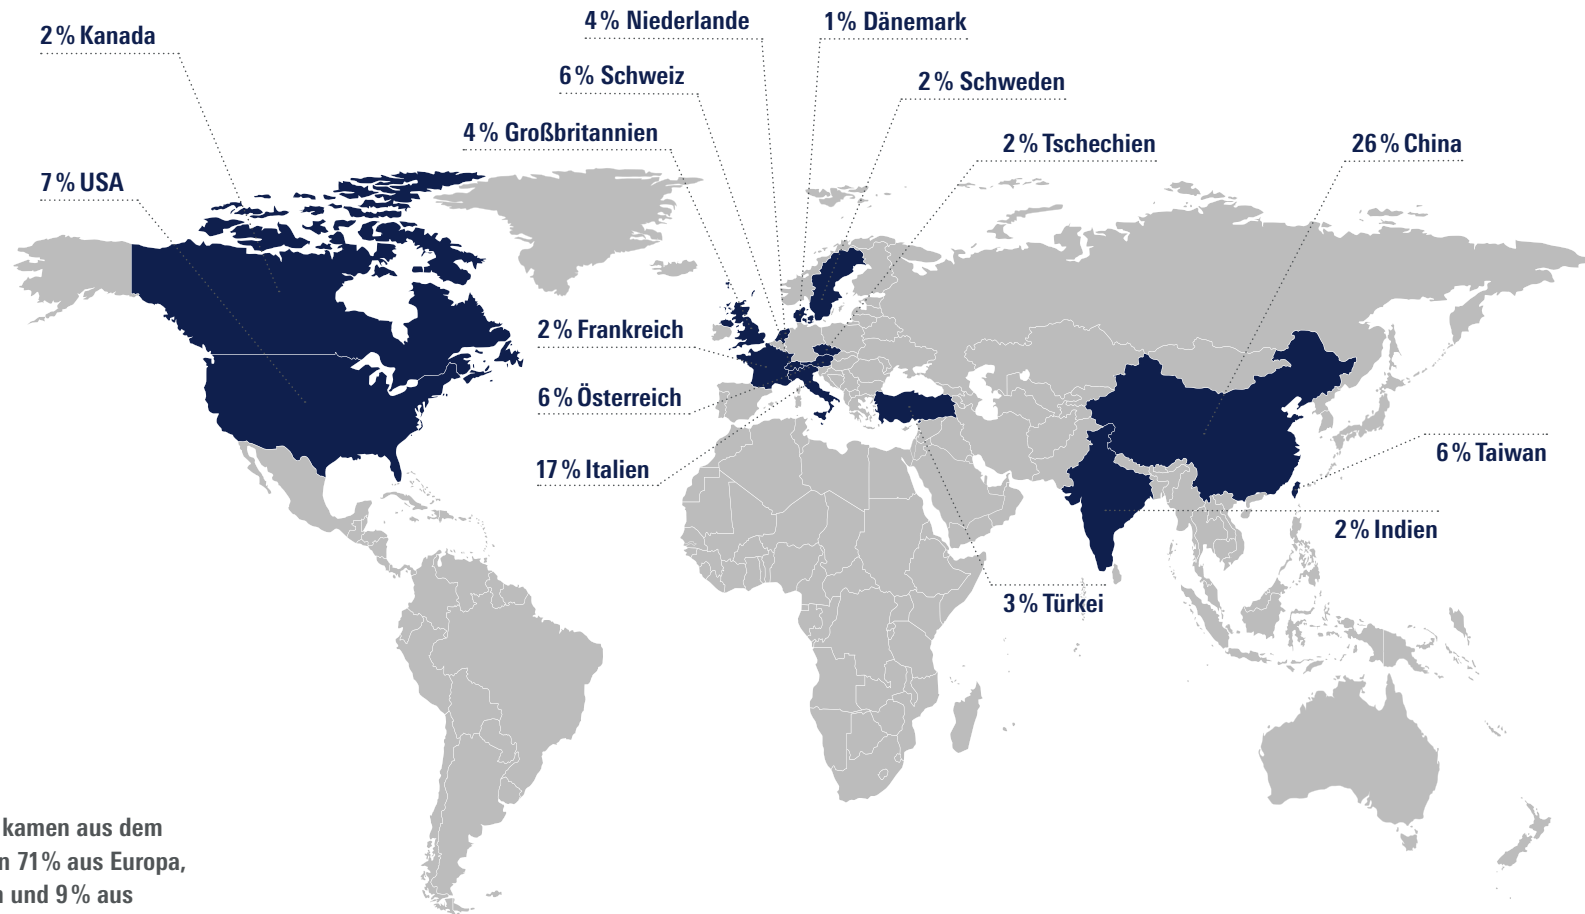 4 % Niederlande
1 % Dänemark
2 % Kanada
6 % Schweiz
2 % Schweden
4 % Großbritannien
2 % Tschechien
26 % China
7 % USA
2 % Frankreich
6 % Österreich
17 % Italien
6 % Taiwan
2 % Indien
3 % Türkei
kamen aus dem
71 % aus Europa,
und 9 % aus